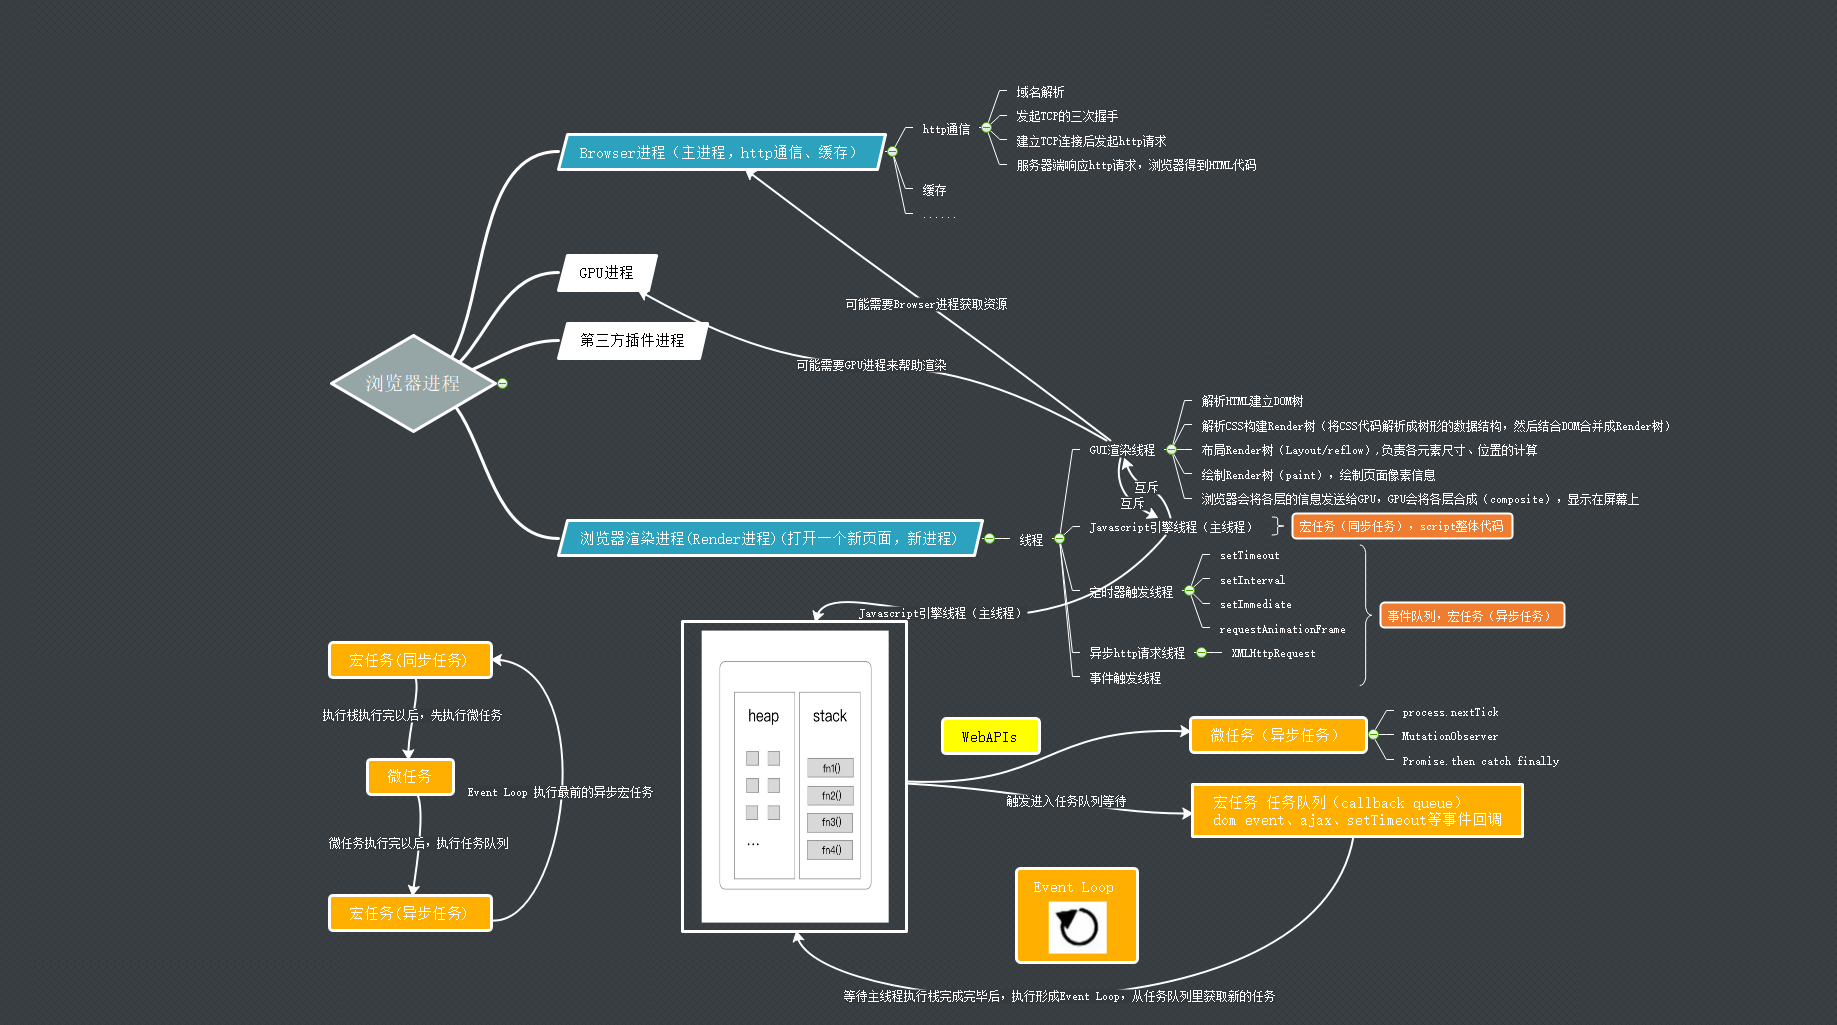 域名解析
发起TCP的三次握手
http通信
建立TCP连接后发起http请求
Browser进程（主进程，http通信、缓存）
服务器端响应http请求，浏览器得到HTML代码
缓存
......
GPU进程
可能需要Browser进程获取资源
第三方插件进程
可能需要GPU进程来帮助渲染
浏览器进程
解析HTML建立DOM树
解析CSS构建Render树（将CSS代码解析成树形的数据结构，然后结合DOM合并成Render树）
GUI渲染线程
布局Render树（Layout/reflow）,负责各元素尺寸、位置的计算
绘制Render树（paint），绘制页面像素信息
浏览器会将各层的信息发送给GPU，GPU会将各层合成（composite），显示在屏幕上
互斥
互斥
Javascript引擎线程（主线程）
宏任务（同步任务），script整体代码
浏览器渲染进程(Render进程)(打开一个新页面，新进程)
线程
setTimeout
setInterval
定时器触发线程
setImmediate
requestAnimationFrame
事件队列，宏任务（异步任务）
Javascript引擎线程（主线程）
异步http请求线程
XMLHttpRequest
事件触发线程
宏任务(同步任务)
执行栈执行完以后，先执行微任务
微任务
Event Loop 执行最前的异步宏任务
微任务执行完以后，执行任务队列
宏任务(异步任务)
heap
stack
fn1()
fn2()
fn3()
fn4()
...
WebAPIs
微任务（异步任务）
process.nextTick
MutationObserver
Promise.then catch finally
触发进入任务队列等待
宏任务 任务队列（callback queue）
dom event、ajax、setTimeout等事件回调
Event Loop
等待主线程执行栈完成完毕后，执行形成Event Loop，从任务队列里获取新的任务